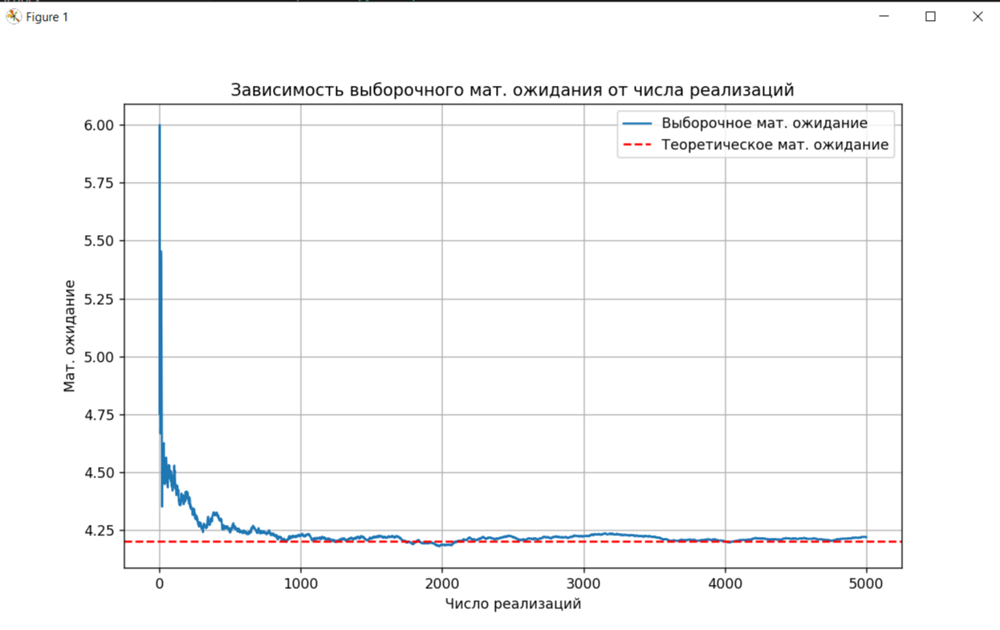 Figure 1
Зависимость выборочного мат. ожидания от числа реализаций
Выборочное мат. ожидание
Теоретическое мат. ожидание
Мат. ожидание
6.00
5.75
5.50
5.25
5.00
4.75
4.50
4.25
0
1000
2000
3000
4000
5000
Число реализаций